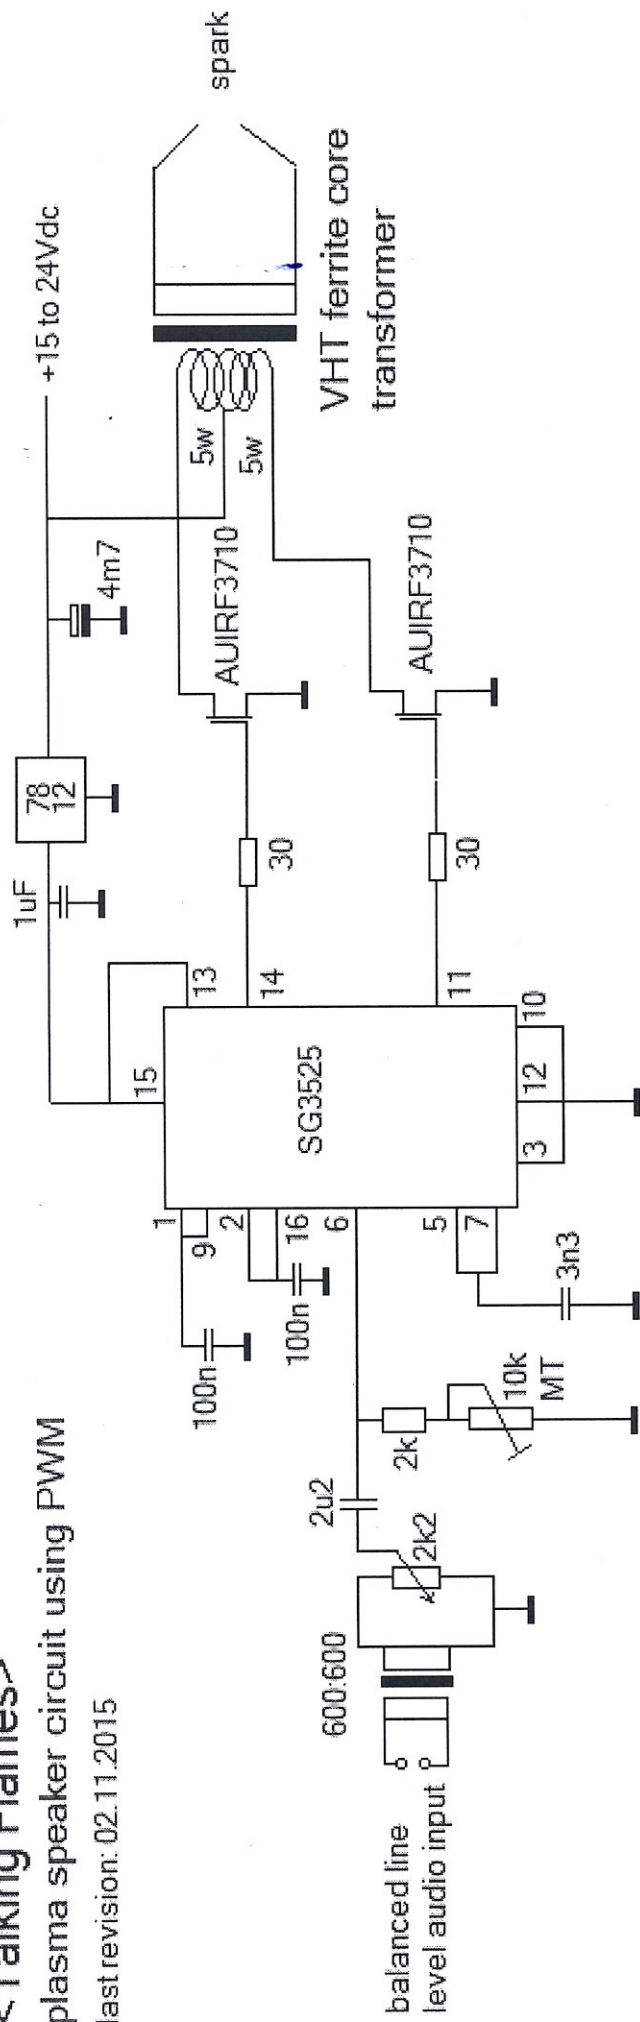 <Talking Flames>
plasma speaker circuit using PWM
last revision: 02.11.2015
balanced line
level audio input
600:600
2k2
2u2
2k
10k
MT
100n
100n
3n3
1
9
2
16
6
5
7
SG3525
15
13
14
11
10
12
3
1uF
78
12
4m7
+15 to 24Vdc
30
30
AUIRF3710
AUIRF3710
5w
5w
VHT ferrite core
transformer
spark